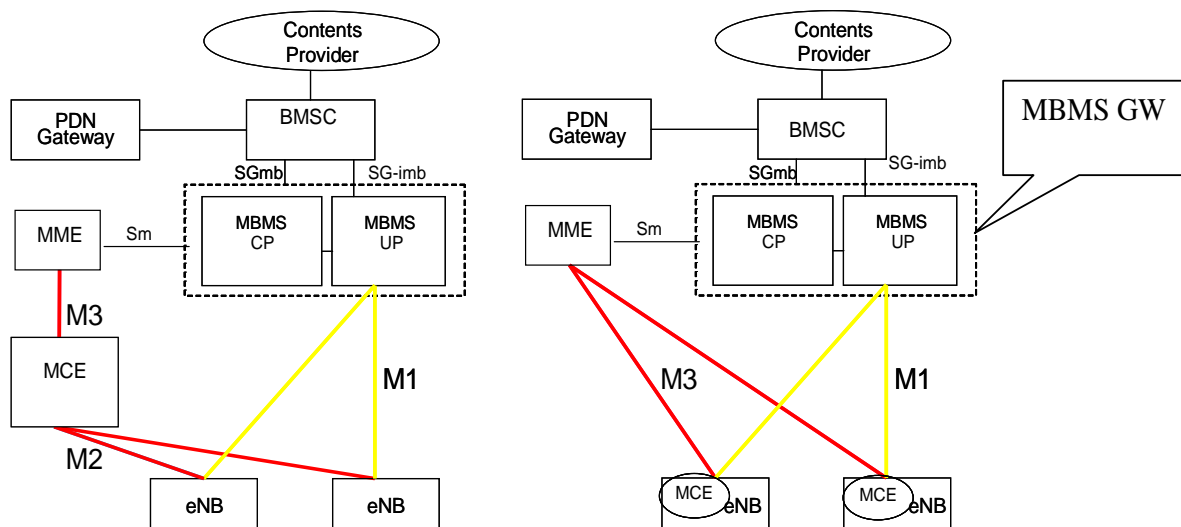 Contents
Provider
PDN
Gateway
BMSC
SGmb
SG-imb
MME
Sm
MBMS
CP
MBMS
UP
M3
MCE
M1
M2
eNB
eNB
Contents
Provider
PDN
Gateway
BMSC
MBMS GW
SGmb
SG-imb
MME
Sm
MBMS
CP
MBMS
UP
M3
M1
MCE
eNB
MCE
eNB